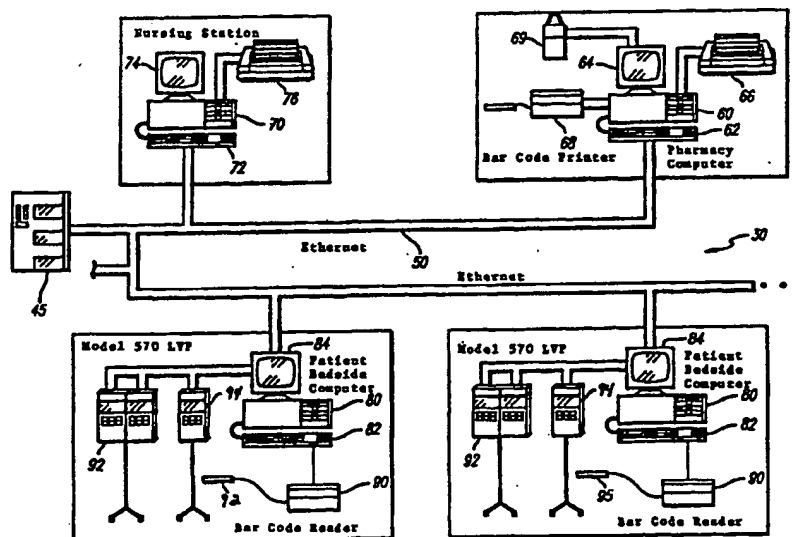 Nursing Station
74
76
70
72
69
64
66
60
68
62
Bar Code Printer
Pharmacy
Computer
45
Ethernet
50
30
Ethernet
Model 570 LVP
84
Patient
Bedside
Computer
94
80
82
92
92
90
Bar Code Reader
Model 570 LVP
84
Patient
Bedside
Computer
94
80
82
92
95
90
Bar Code Reader